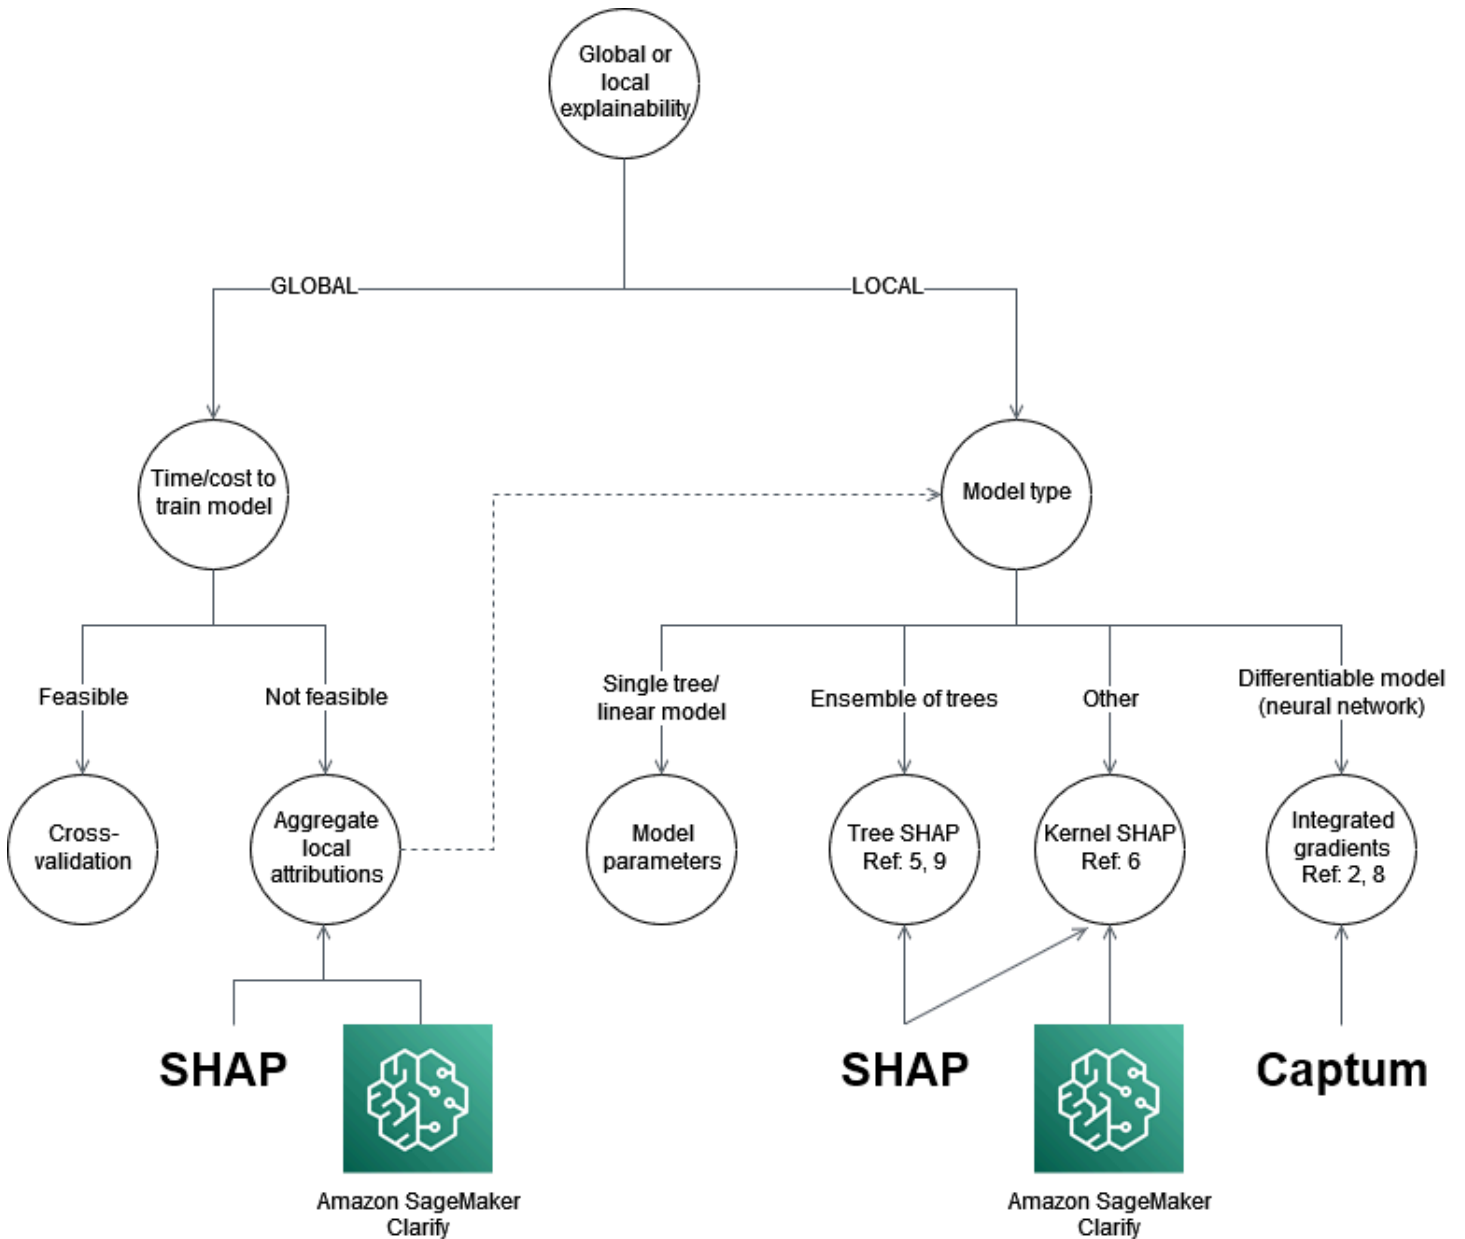 Global or
local
explainability
GLOBAL
LOCAL
Time/cost to
train model
Model type
Feasible
Not feasible
Single tree/
linear model
Ensemble of trees
Other
Differentiable model
(neural network)
Cross-
validation
Aggregate
local
attributions
Model
parameters
Tree SHAP
Ref: 5, 9
Kernel SHAP
Ref: 6
Integrated
gradients
Ref: 2, 8
SHAP
Amazon SageMaker
Clarify
SHAP
Amazon SageMaker
Clarify
Captum